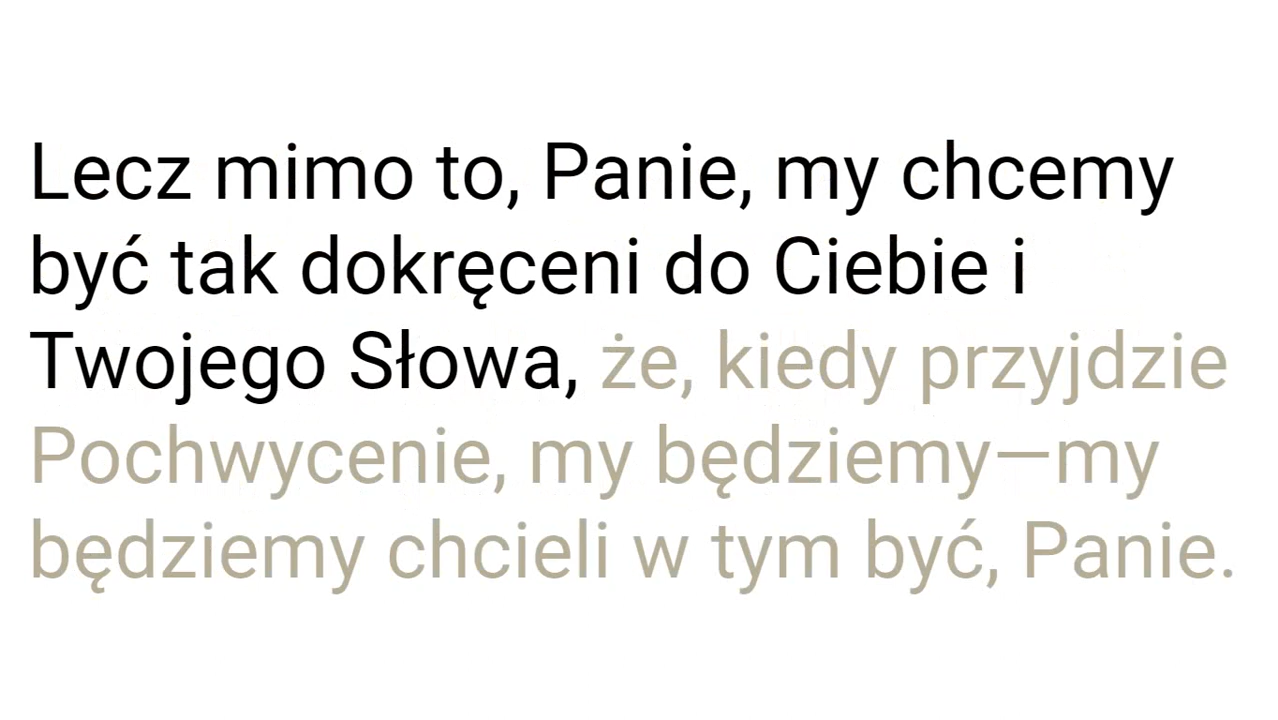 Lecz mimo to, Panie, my chcemy
być tak dokręceni do Ciebie i
Twojego Słowa, że, kiedy przyjdzie
Pochwycenie, my będziemy—my
będziemy chcieli w tym być, Panie.